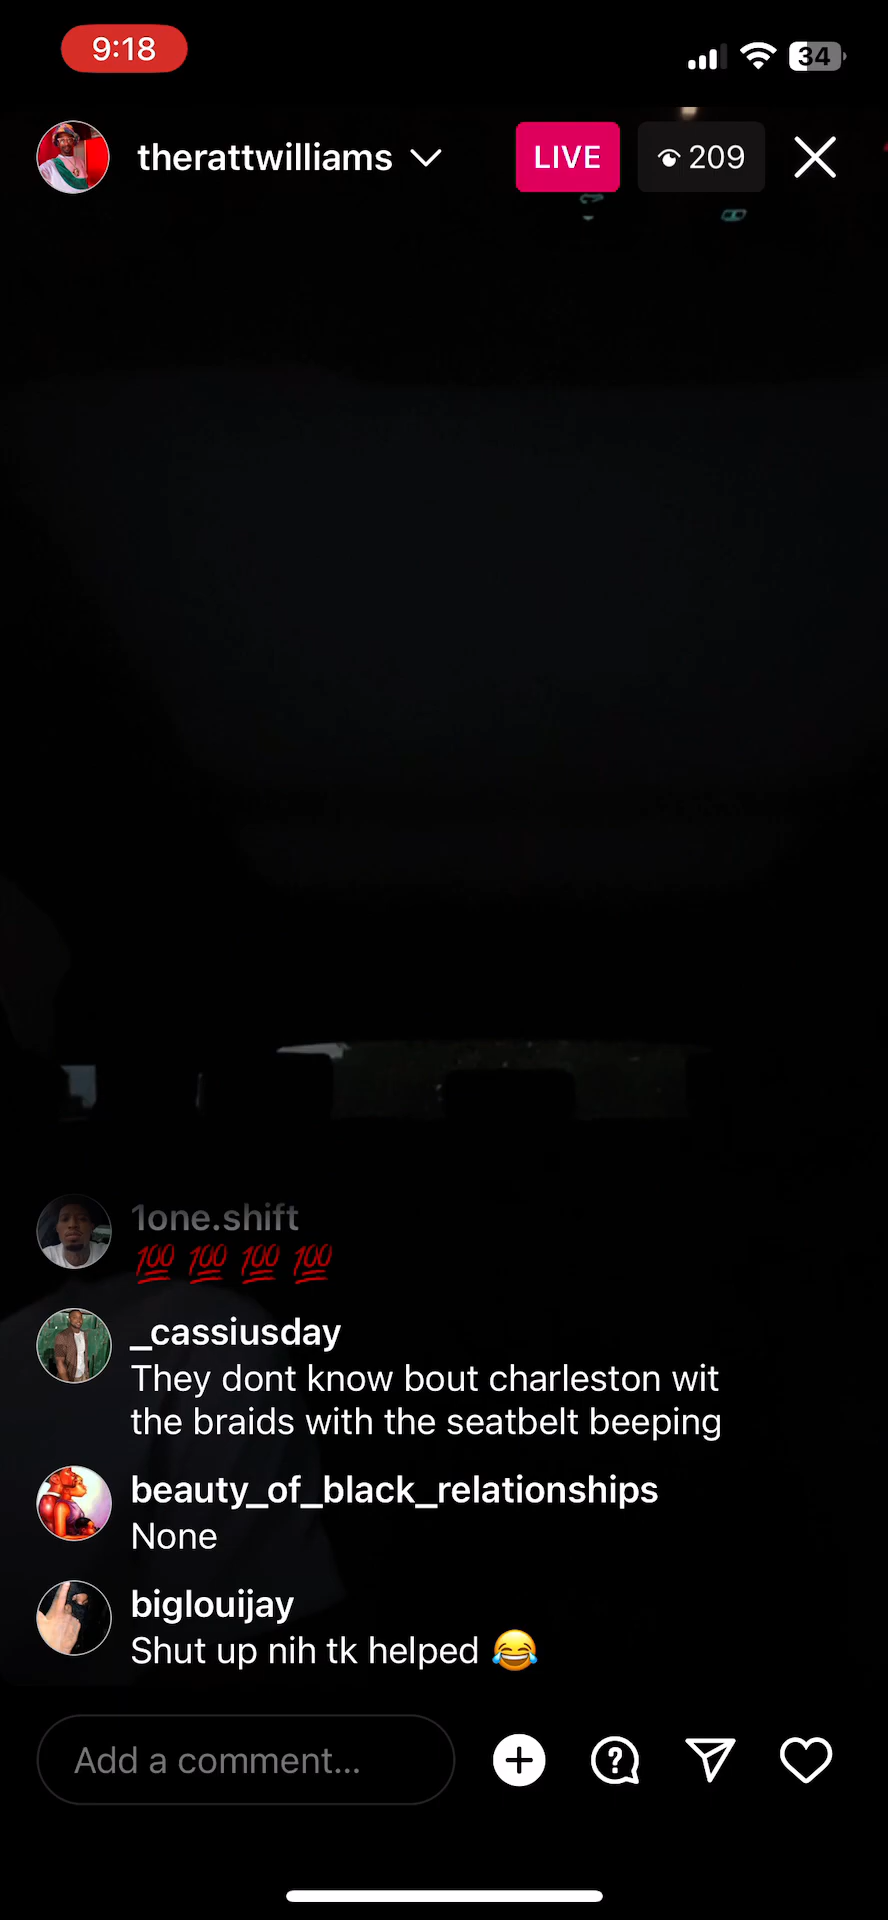 9:18
34
therattwilliams
LIVE
209
1one.shift
💯 💯 💯 💯
_cassiusday
They dont know bout charleston wit
the braids with the seatbelt beeping
beauty_of_black_relationships
None
biglouijay
Shut up nih tk helped 😂
Add a comment...